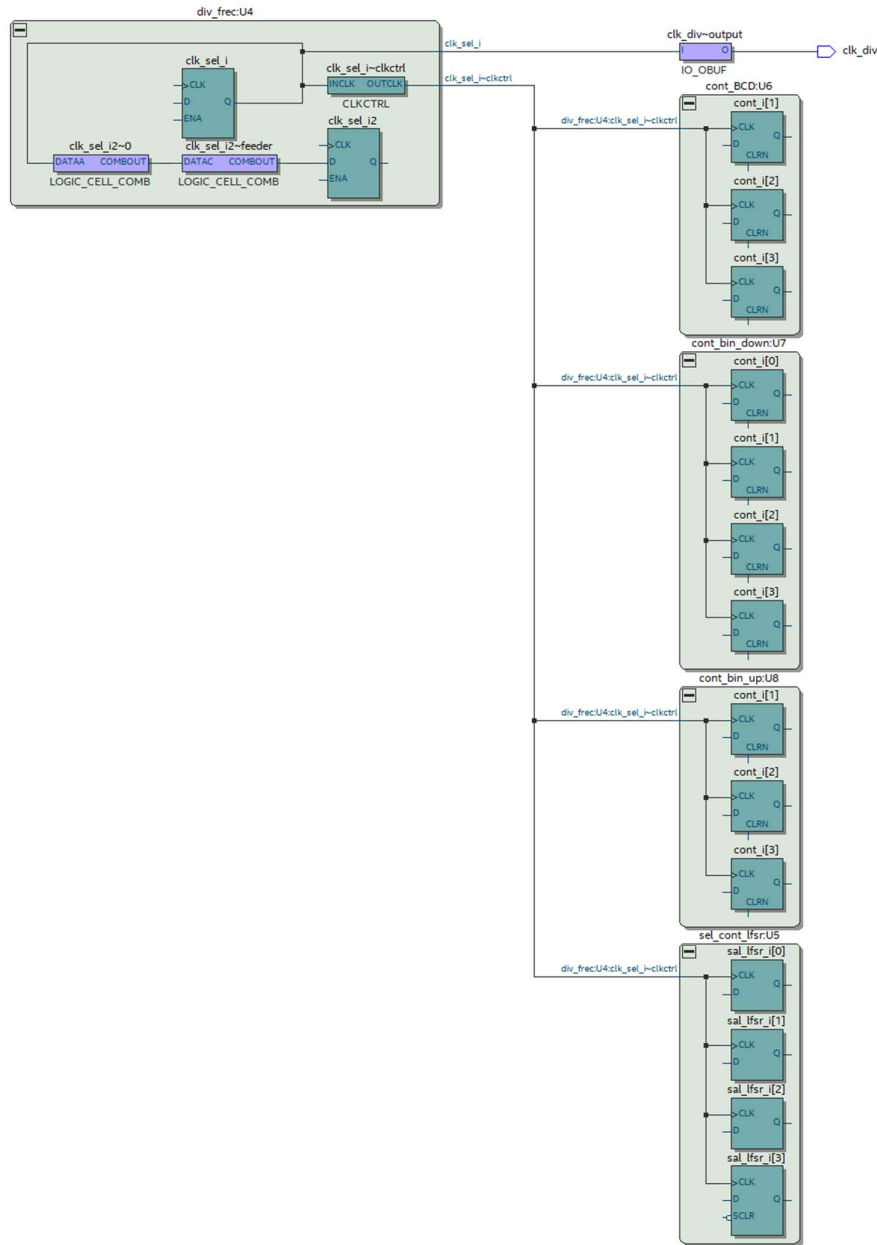 div_frec:U4
clk_sel_i
CLK
D
Q
ENA
clk_sel_i~clkctrl
INCLK OUTCLK
CLKCTRL
clk_sel_i2~0
DATAA COMBOUT
LOGIC_CELL_COMB
clk_sel_i2~feeder
DATAC COMBOUT
LOGIC_CELL_COMB
clk_sel_i2
CLK
D Q
ENA
clk_sel_i
clk_sel_i~clkctrl
clk_div~output
I O
IO_OBUF
clk_div
cont_BCD:U6
div_frec:U4:clk_sel_i~clkctrl
cont_i[1]
CLK
Q
D
CLRN
cont_i[2]
CLK
Q
D
CLRN
cont_i[3]
CLK
Q
D
CLRN
cont_bin_down:U7
div_frec:U4:clk_sel_i~clkctrl
cont_i[0]
CLK
Q
D
CLRN
cont_i[1]
CLK
Q
D
CLRN
cont_i[2]
CLK
Q
D
CLRN
cont_i[3]
CLK
Q
D
CLRN
cont_bin_up:U8
div_frec:U4:clk_sel_i~clkctrl
cont_i[1]
CLK
Q
D
CLRN
cont_i[2]
CLK
Q
D
CLRN
cont_i[3]
CLK
Q
D
CLRN
sel_cont_lfsr:U5
div_frec:U4:clk_sel_i~clkctrl
sal_lfsr_i[0]
CLK
Q
D
sal_lfsr_i[1]
CLK
Q
D
sal_lfsr_i[2]
CLK
Q
D
sal_lfsr_i[3]
CLK
D Q
SCLR